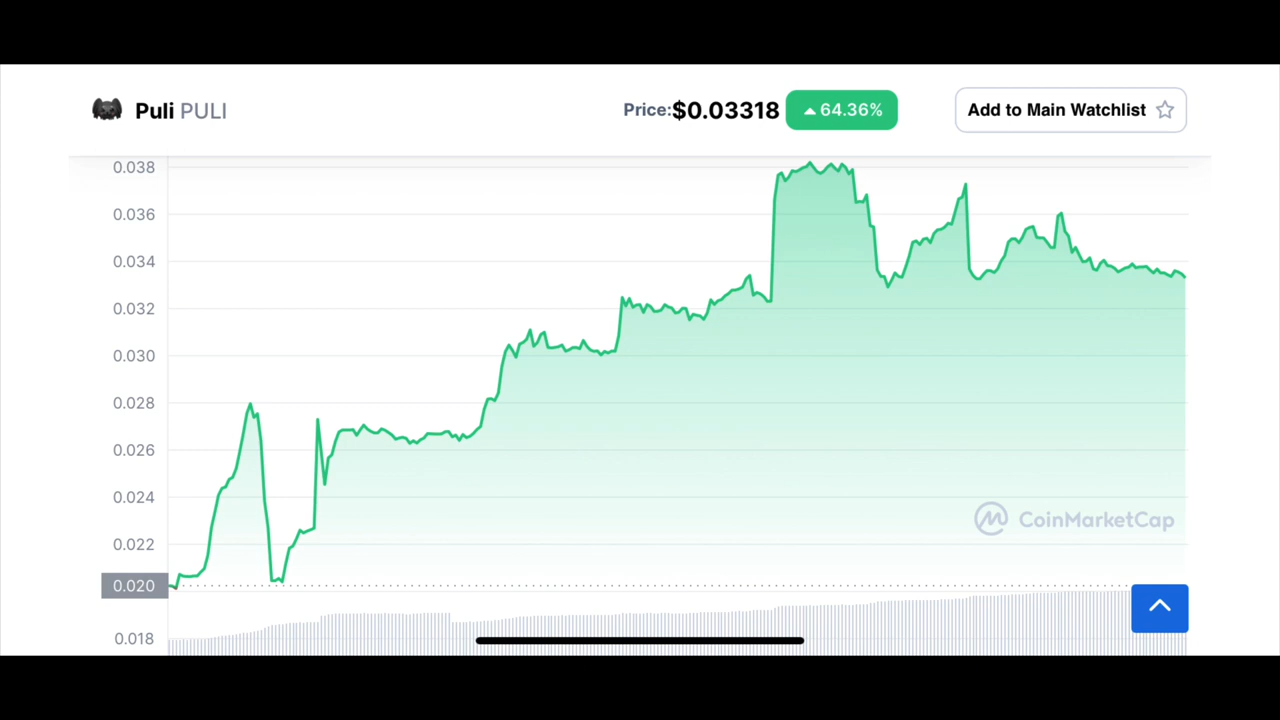 Puli PULI
Price:$0.03318 64.36%
Add to Main Watchlist
0.038
0.036
0.034
0.032
0.030
0.028
0.026
0.024
0.022
0.020
0.018
CoinMarketCap